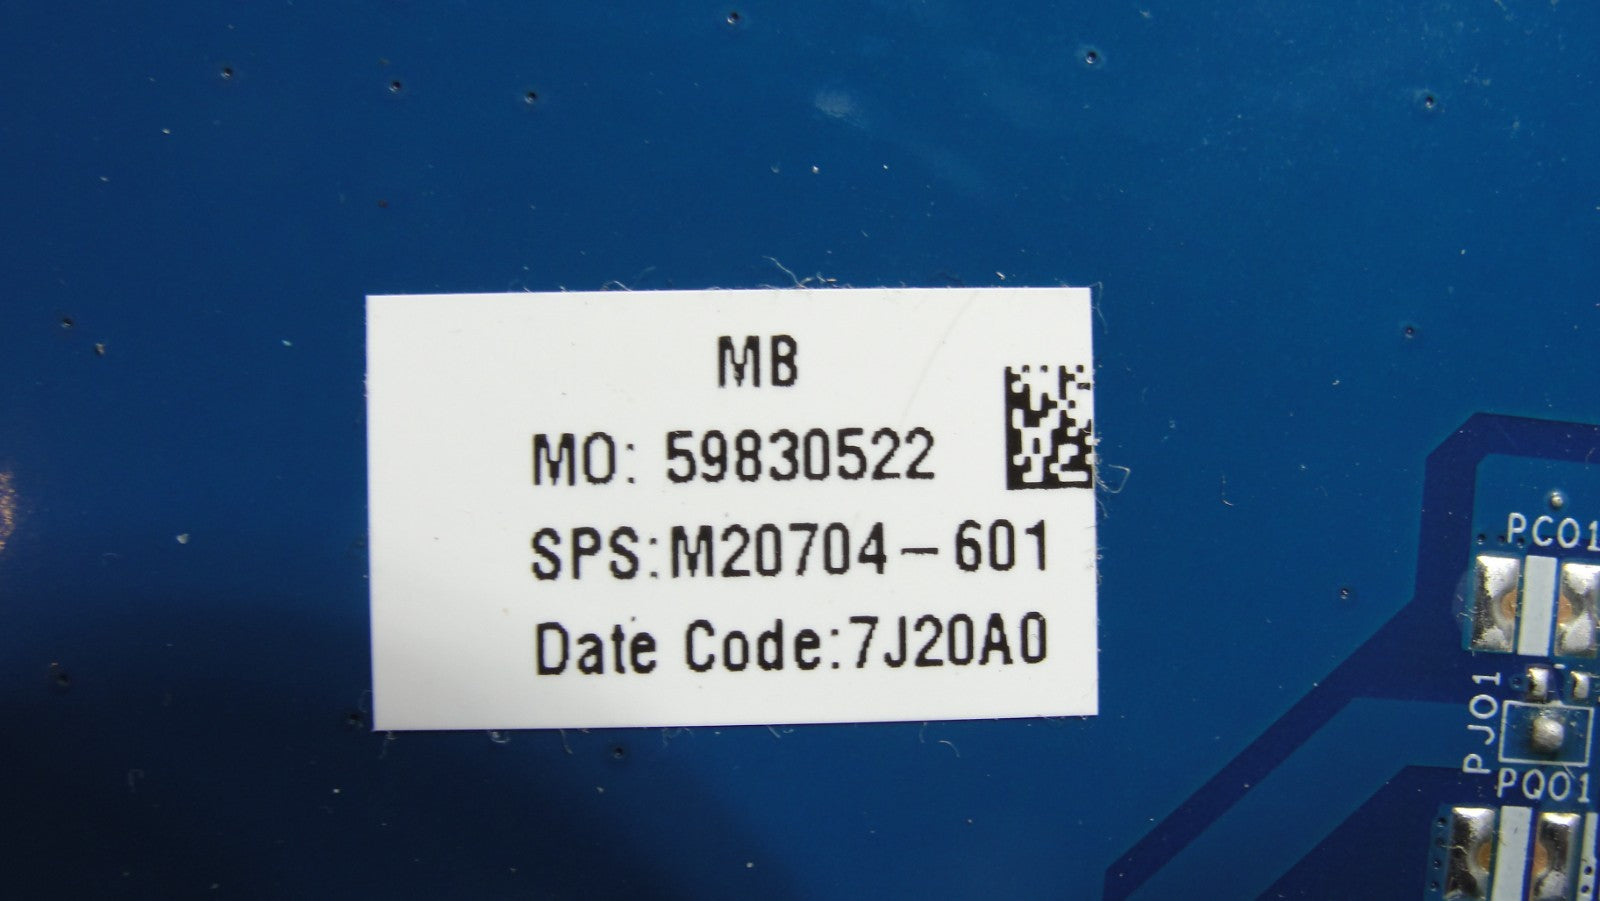 MB
MO: 59830522
SPS:M20704-601
Date Code:7J20A0
PC01
PJ01
PQ01